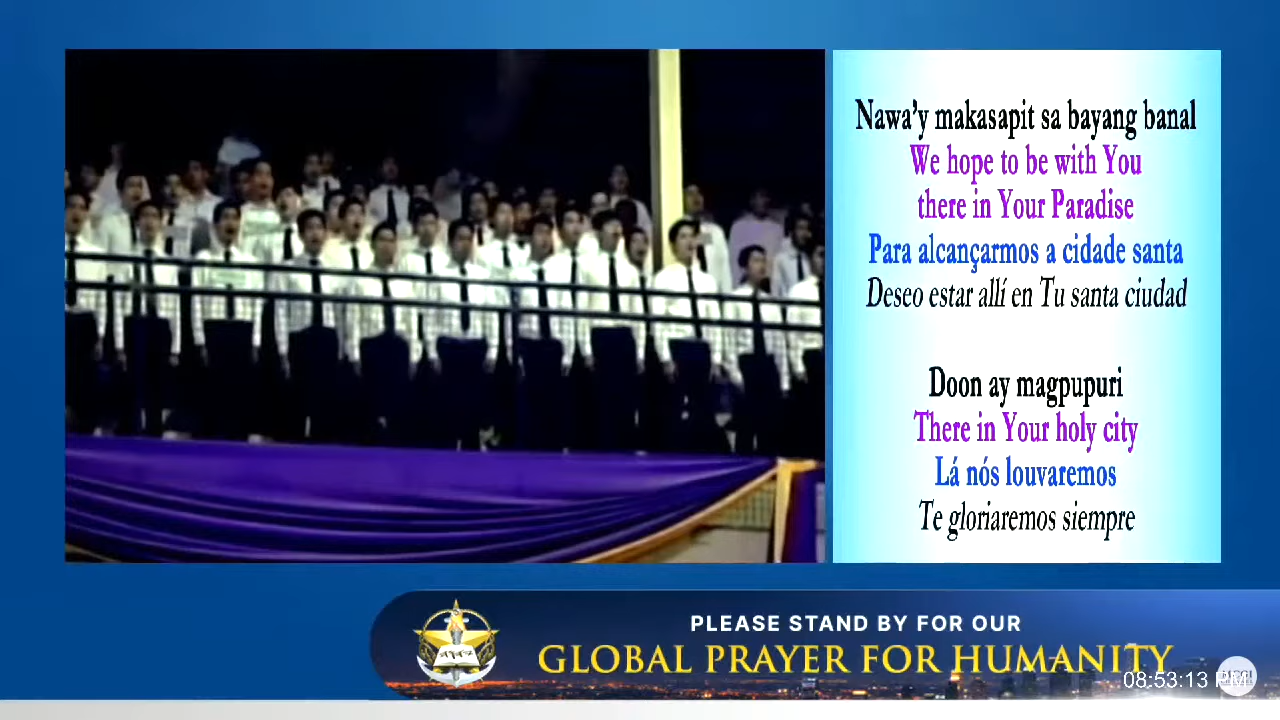 Nawa'y makasapit sa bayang banal
We hope to be with You
there in Your Paradise
Para alcançarmos a cidade santa
Deseo estar allí en Tu santa ciudad
Doon ay magpupuri
There in Your holy city
Lá nós louvaremos
Te gloriaremos siempre
PLEASE STAND BY FOR OUR
GLOBAL PRAYER FOR HUMANITY
08:53:13 PM